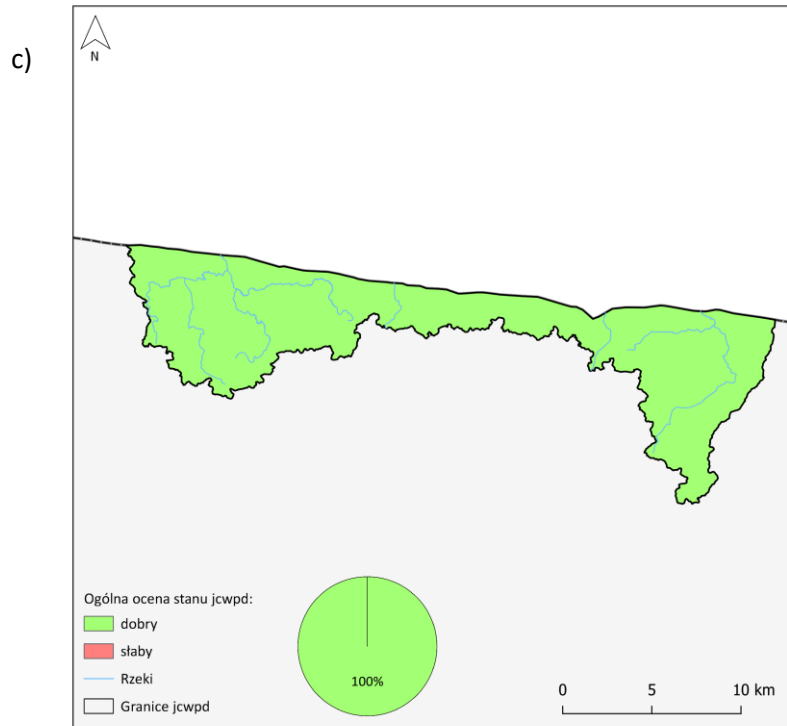 c)
N
Ogólna ocena stanu jcwpd:
dobry
słaby
Rzeki
Granice jcwpd
100%
0 5 10 km